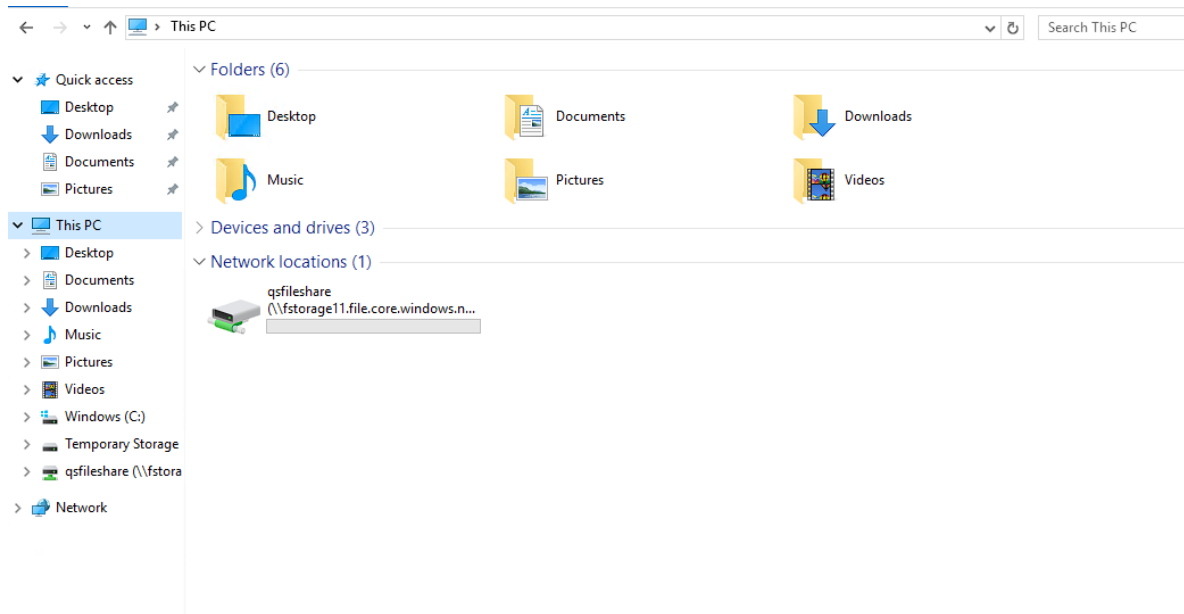 This PC
Search This PC
Quick access
Desktop
Downloads
Documents
Pictures
This PC
Desktop
Documents
Downloads
Music
Pictures
Videos
Windows (C:)
Temporary Storage
qsfileshare (\\fstora
Network
Folders (6)
Desktop
Documents
Downloads
Music
Pictures
Videos
Devices and drives (3)
Network locations (1)
qsfileshare
(\\fstorage11.file.core.windows.n...